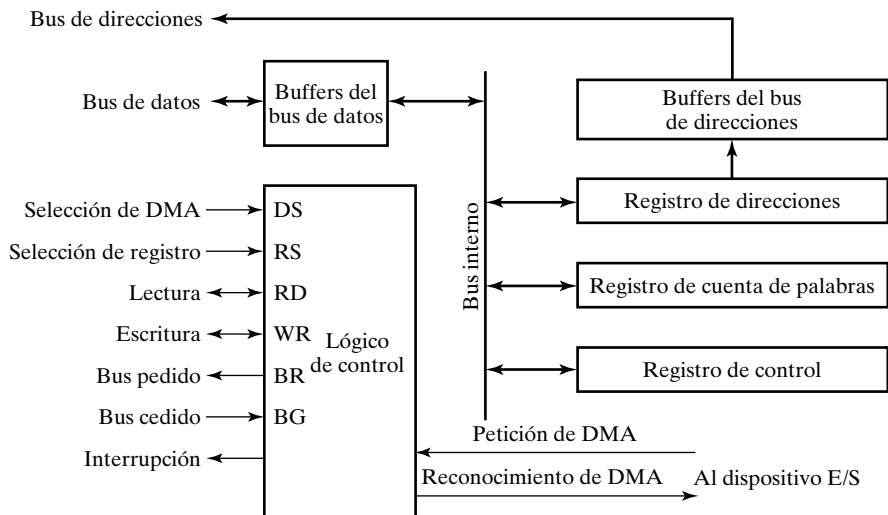 Bus de direcciones
Bus de datos
Buffers del
bus de datos
Buffers del bus
de direcciones
Registro de direcciones
Registro de cuenta de palabras
Registro de control
Bus interno
Selección de DMA
DS
Selección de registro
RS
Lectura
RD
Escritura
WR
Lógico
de control
Bus pedido
BR
Bus cedido
BG
Interrupción
Petición de DMA
Reconocimiento de DMA
Al dispositivo E/S